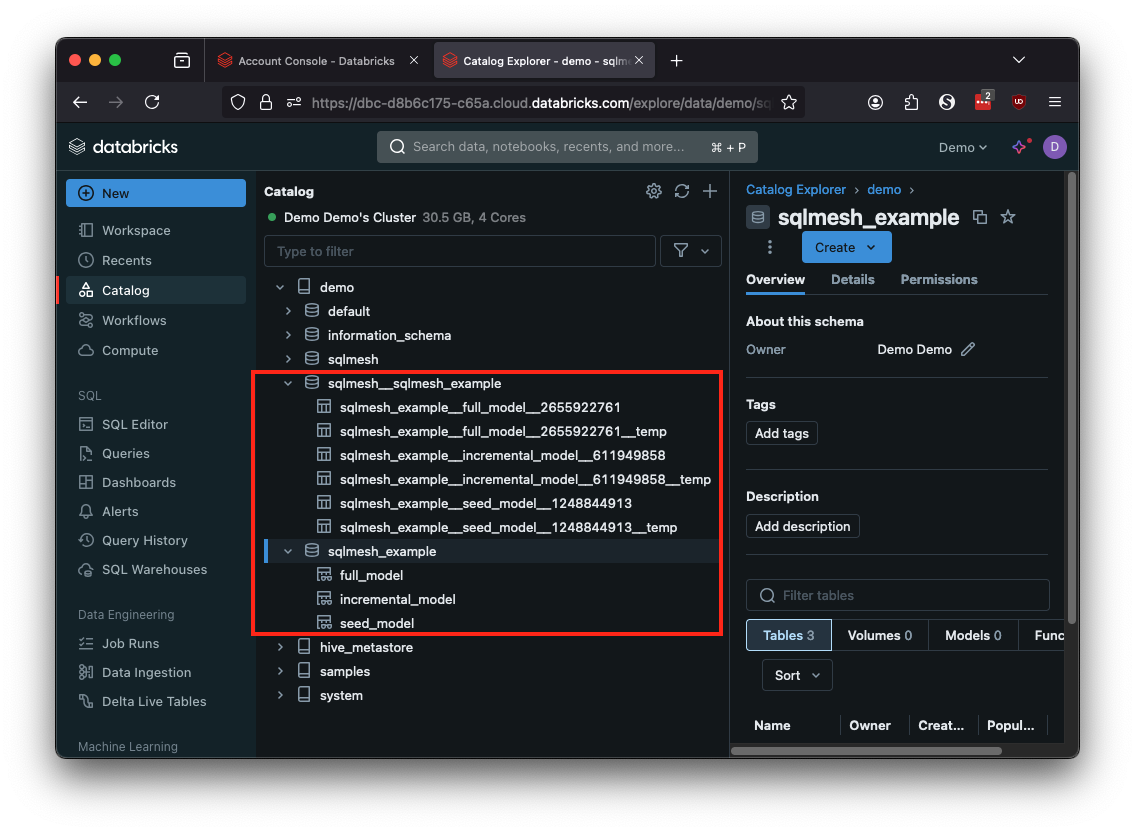 Account Console - Databricks
Catalog Explorer - demo - sqlm
https://dbc-d8b6c175-c65a.cloud.databricks.com/explore/data/demo/sq
2
databricks
Search data, notebooks, recents, and more...
⌘ + P
Demo
D
New
Workspace
Recents
Catalog
Workflows
Compute
SQL
SQL Editor
Queries
Dashboards
Alerts
Query History
SQL Warehouses
Data Engineering
Job Runs
Data Ingestion
Delta Live Tables
Machine Learning
Catalog
Demo Demo's Cluster 30.5 GB, 4 Cores
Type to filter
demo
default
information_schema
sqlmesh
sqlmesh__sqlmesh_example
sqlmesh_example__full_model__2655922761
sqlmesh_example__full_model__2655922761__temp
sqlmesh_example__incremental_model__611949858
sqlmesh_example__incremental_model__611949858__temp
sqlmesh_example__seed_model__1248844913
sqlmesh_example__seed_model__1248844913__temp
sqlmesh_example
full_model
incremental_model
seed_model
hive_metastore
samples
system
Catalog Explorer > demo >
sqlmesh_example
Create
Overview Details Permissions
About this schema
Owner Demo Demo
Tags
Add tags
Description
Add description
Filter tables
Tables 3 Volumes 0 Models 0 Func
Sort
Name Owner Creat... Popul...